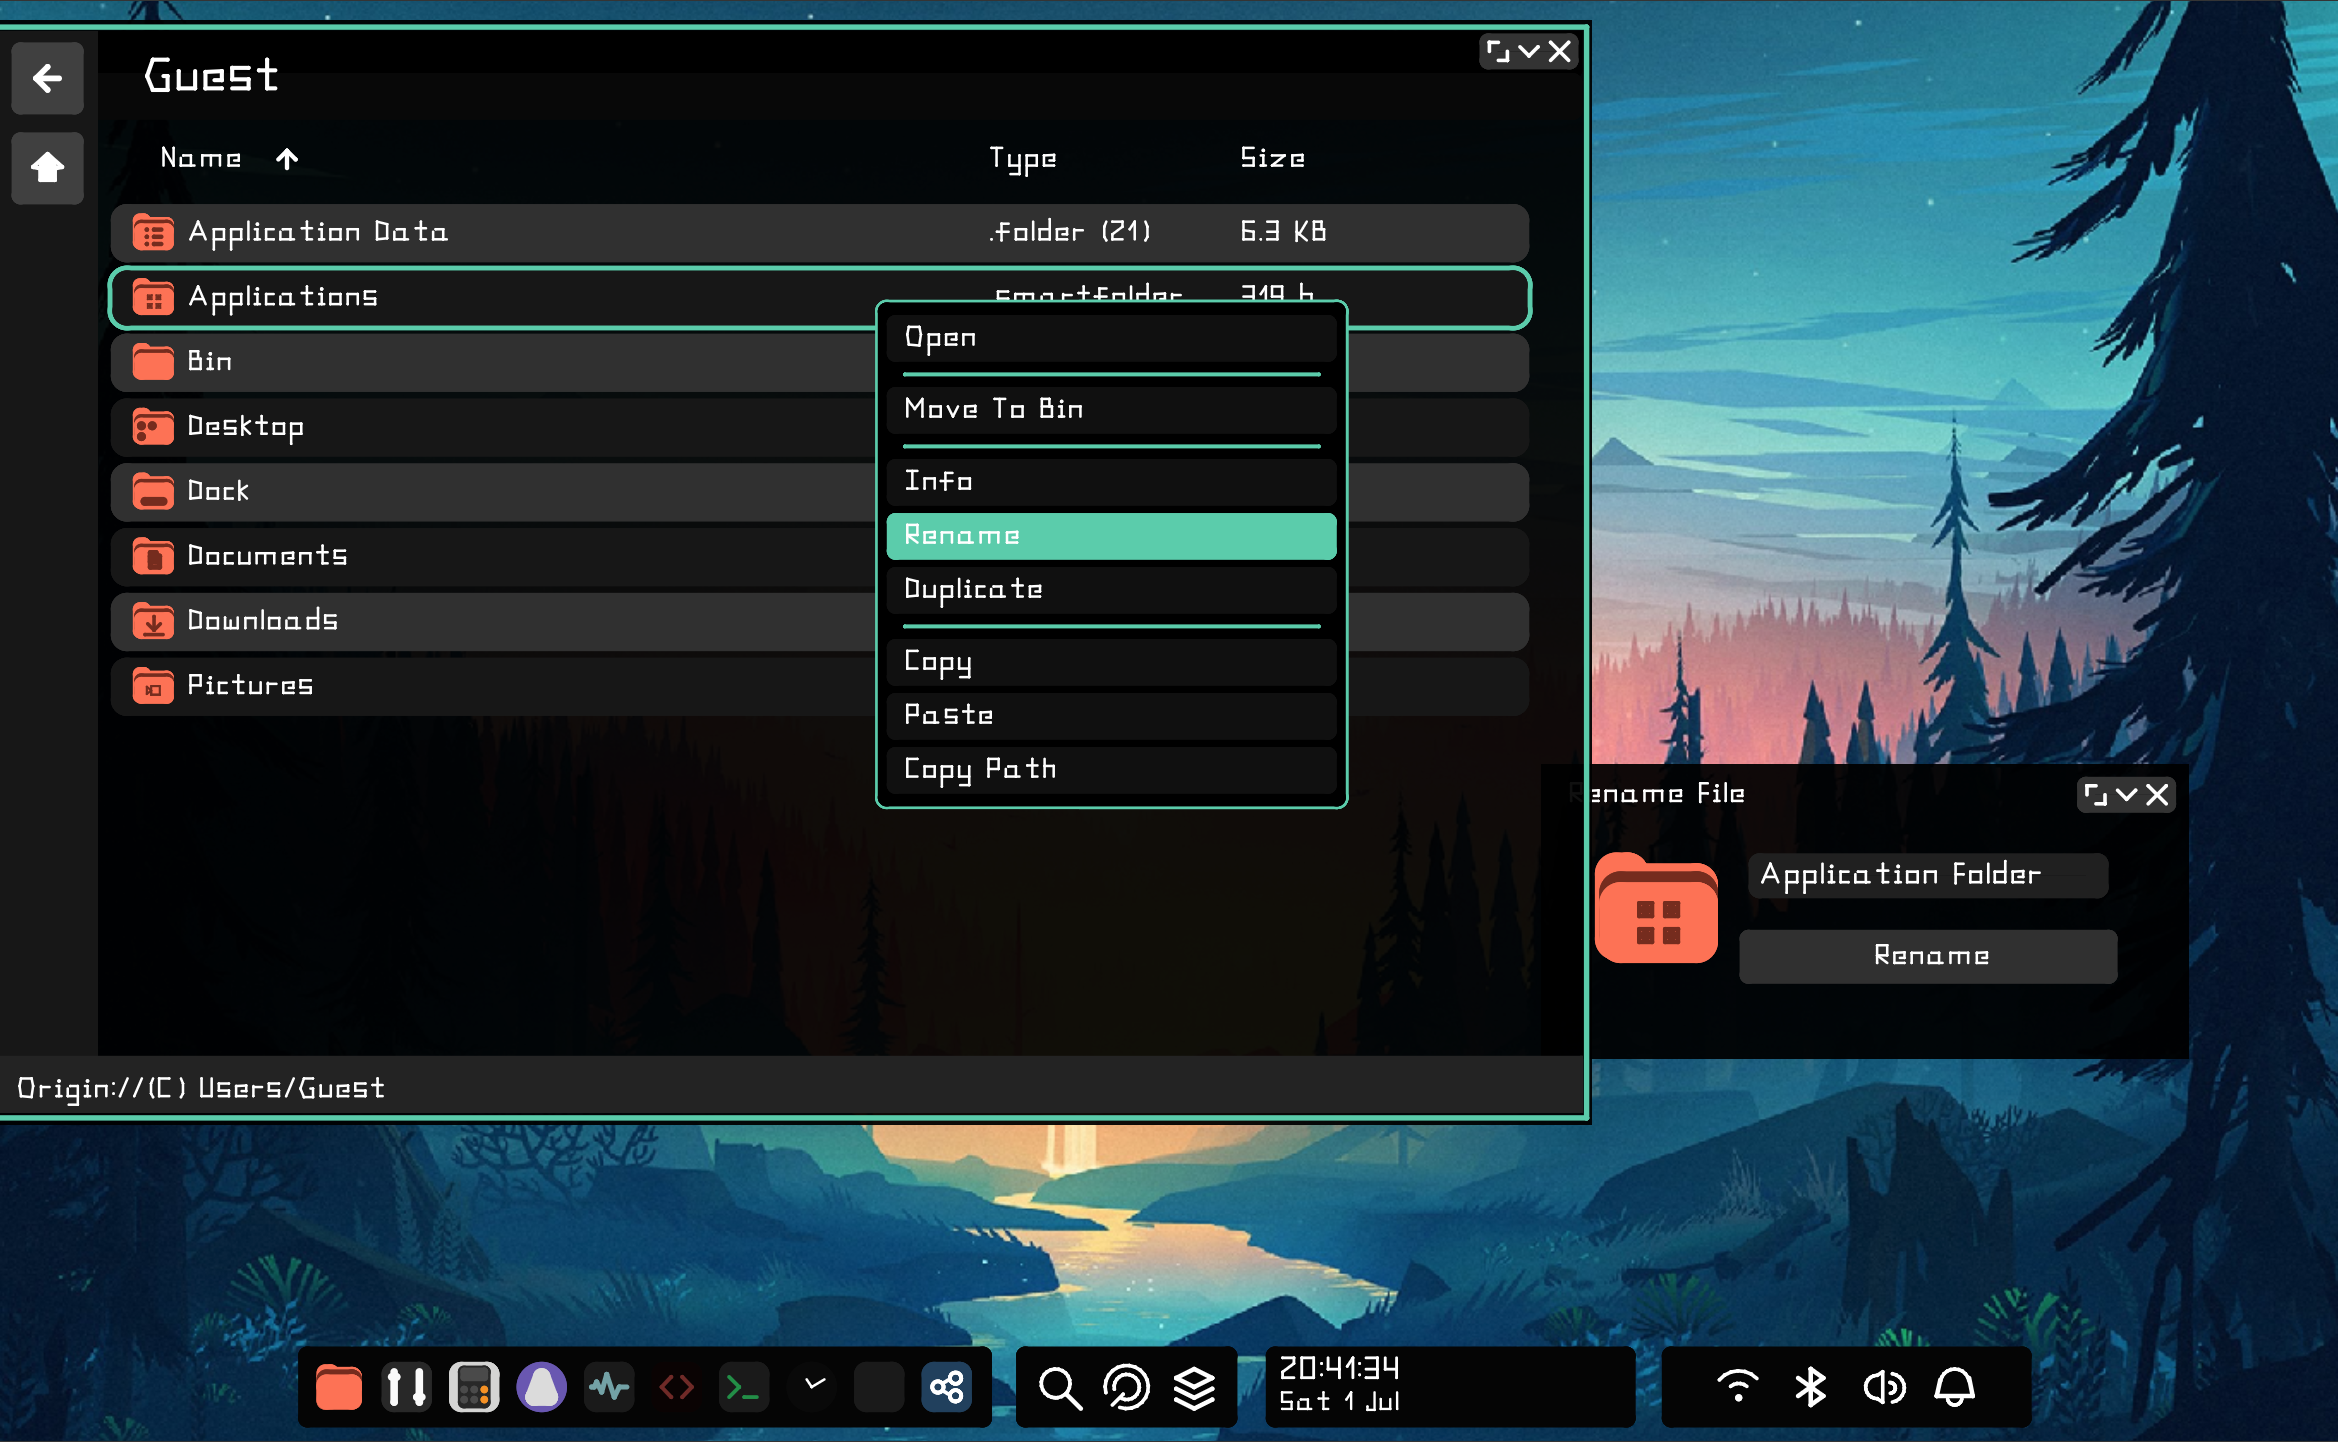 Guest
Name Type Size
Application Data .folder (21) 6.3 KB
Applications .smartfolder 319 b
Bin
Desktop
Dock
Documents
Downloads
Pictures
Open
Move To Bin
Info
Rename
Duplicate
Copy
Paste
Copy Path
Rename File
Application Folder
Rename
Origin://(C) Users/Guest
20:41:34
Sat 1 Jul